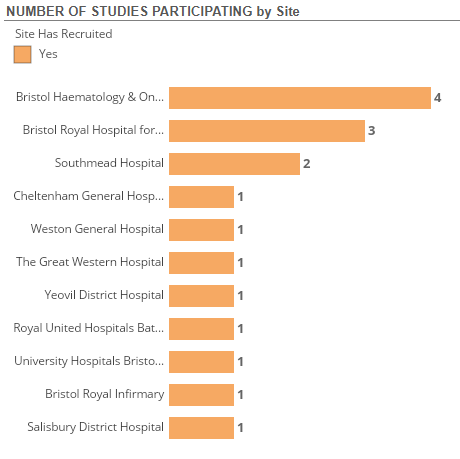 NUMBER OF STUDIES PARTICIPATING by Site
Site Has Recruited
Yes
Bristol Haematology & On... 4
Bristol Royal Hospital for... 3
Southmead Hospital 2
Cheltenham General Hosp... 1
Weston General Hospital 1
The Great Western Hospital 1
Yeovil District Hospital 1
Royal United Hospitals Bat... 1
University Hospitals Bristo... 1
Bristol Royal Infirmary 1
Salisbury District Hospital 1